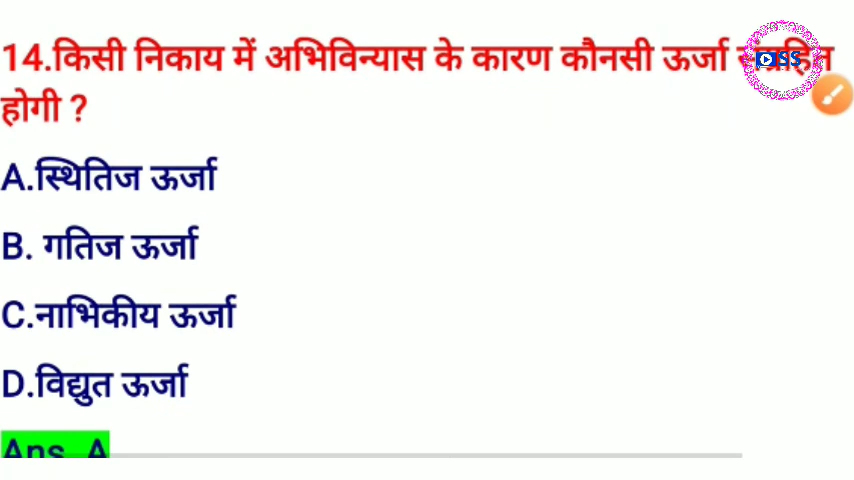 14.किसी निकाय में अभिविन्यास के कारण कौनसी ऊर्जा
होगी ?
A.स्थितिज ऊर्जा
B. गतिज ऊर्जा
C.नाभिकीय ऊर्जा
D.विद्युत ऊर्जा
Ans. A